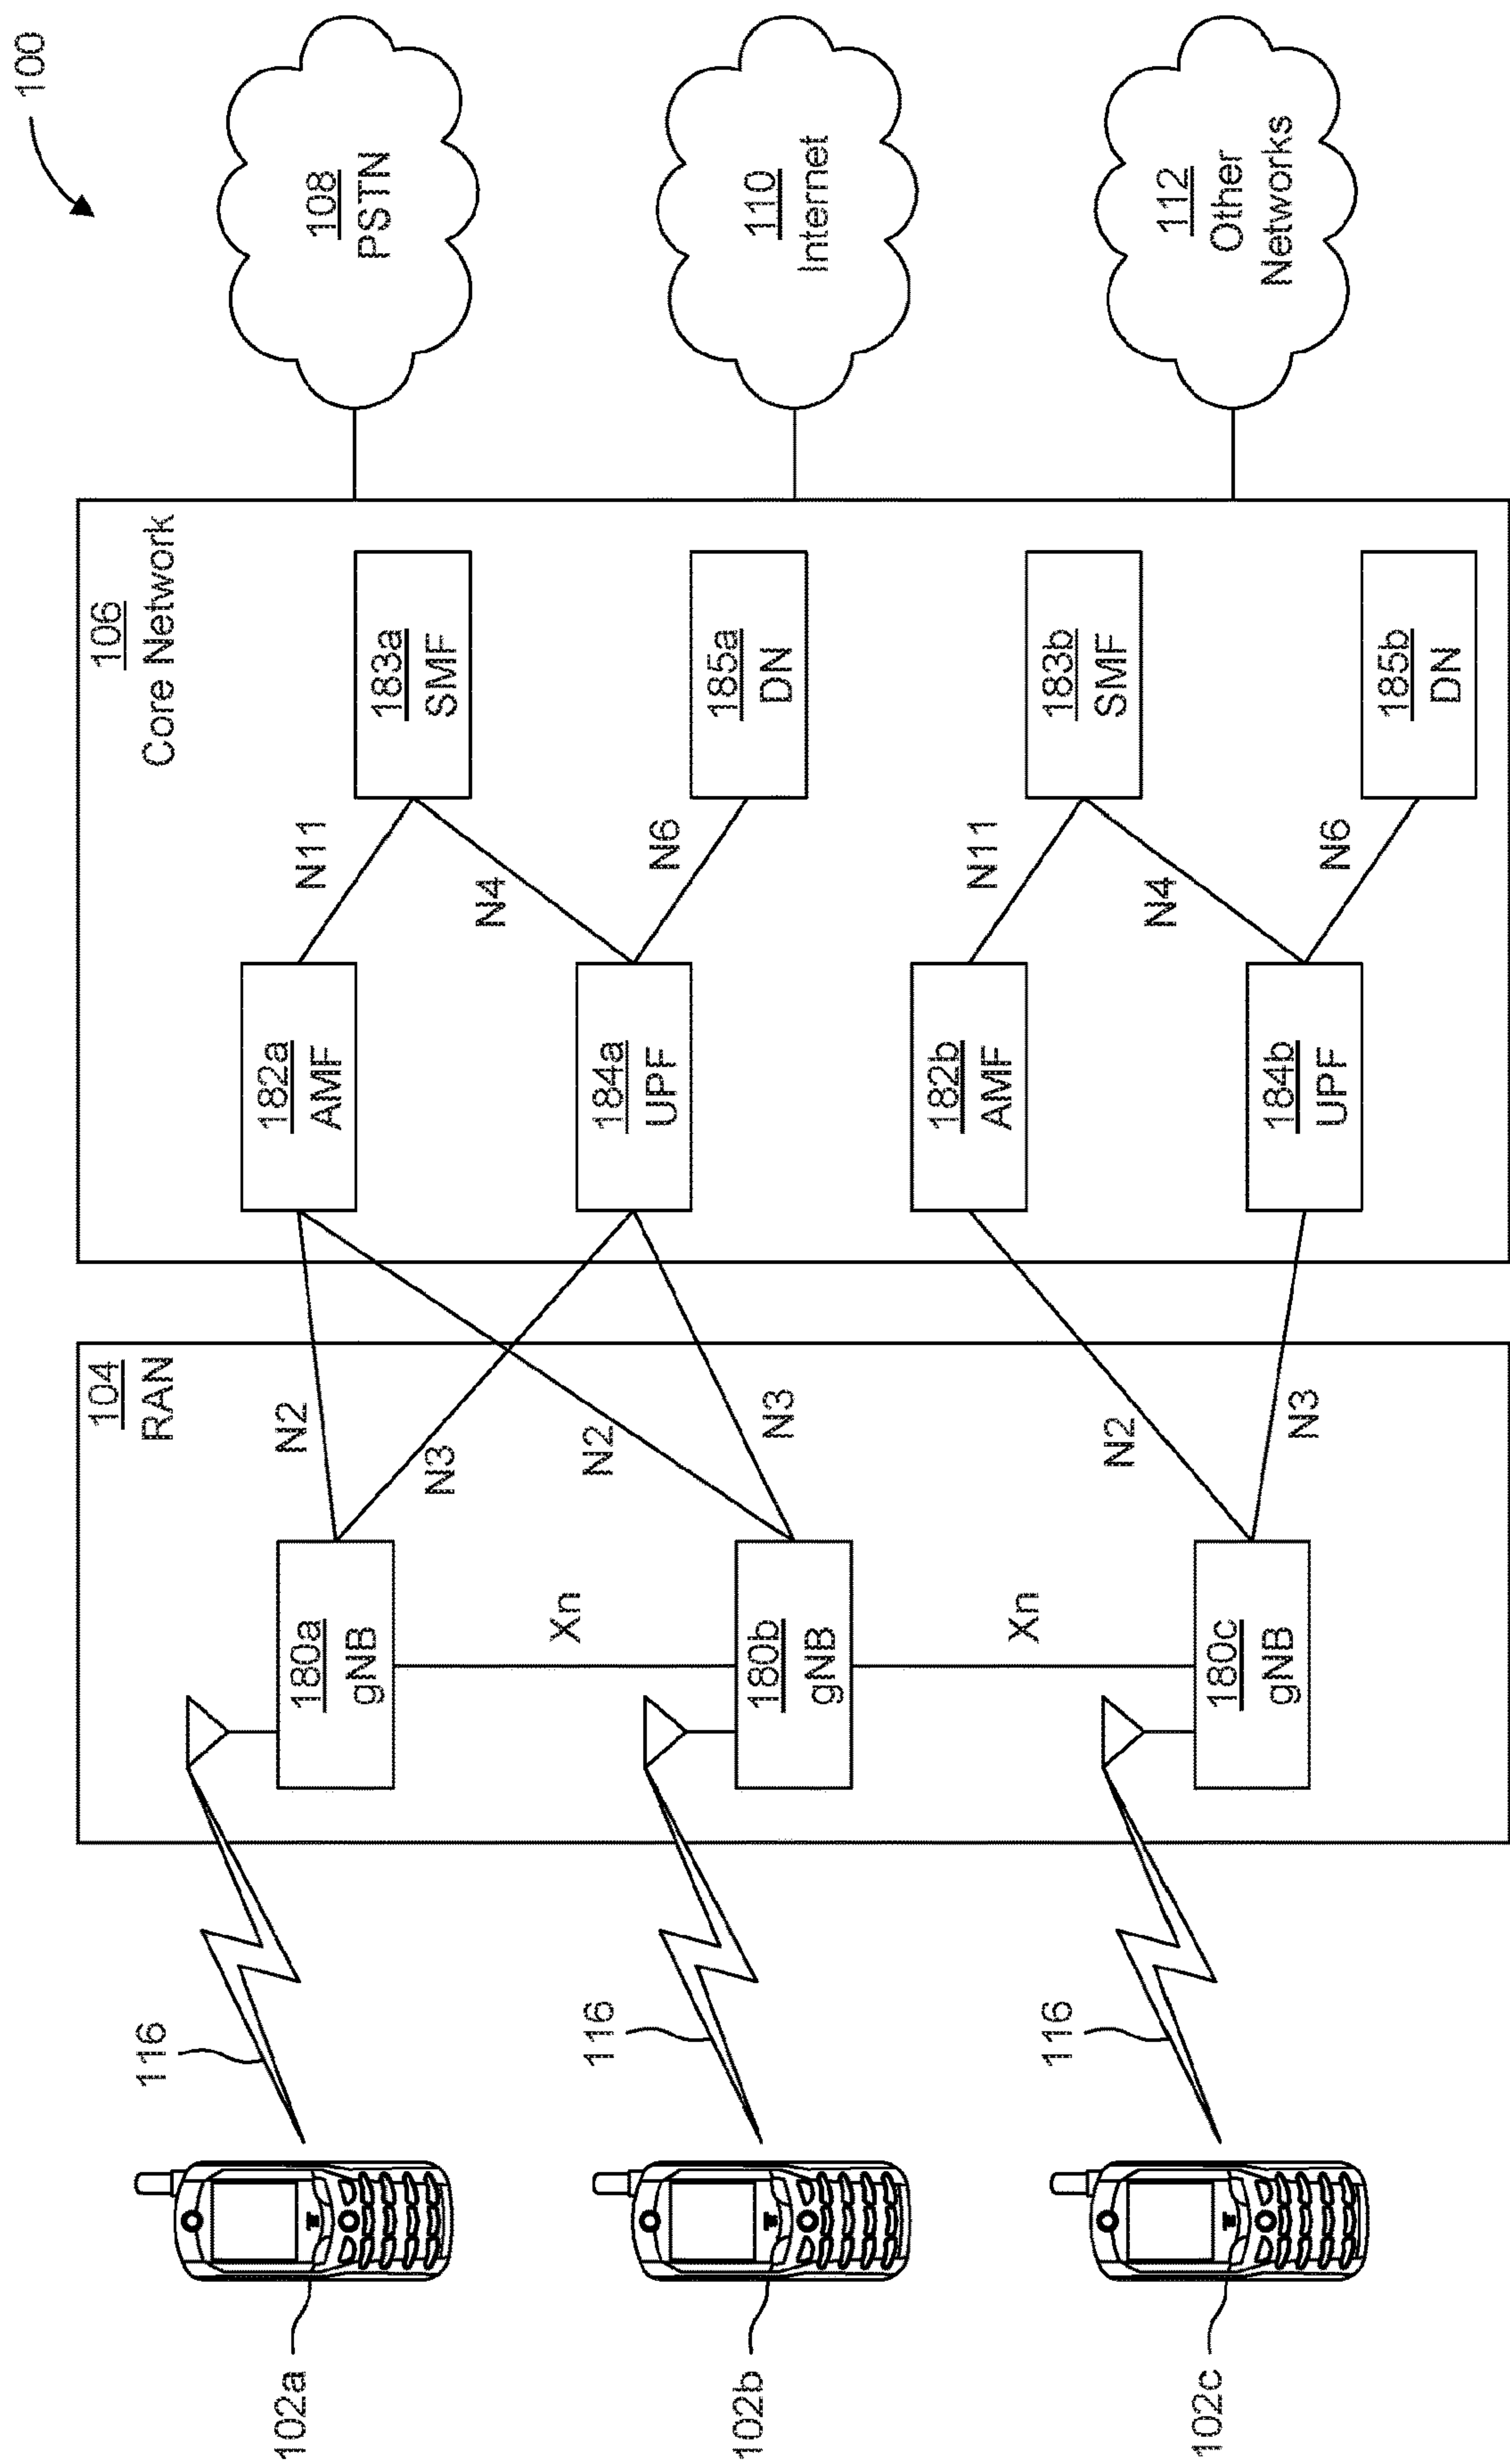 100
102a
102b
102c
116
116
116
104
RAN
180a
gNB
180b
gNB
180c
gNB
Xn
Xn
N2
N3
N2
N3
N2
N3
106
Core Network
182a
AMF
184a
UPF
182b
AMF
184b
UPF
N11
N4
N6
N11
N4
N6
183a
SMF
185a
DN
183b
SMF
185b
DN
108
PSTN
110
Internet
112
Other
Networks